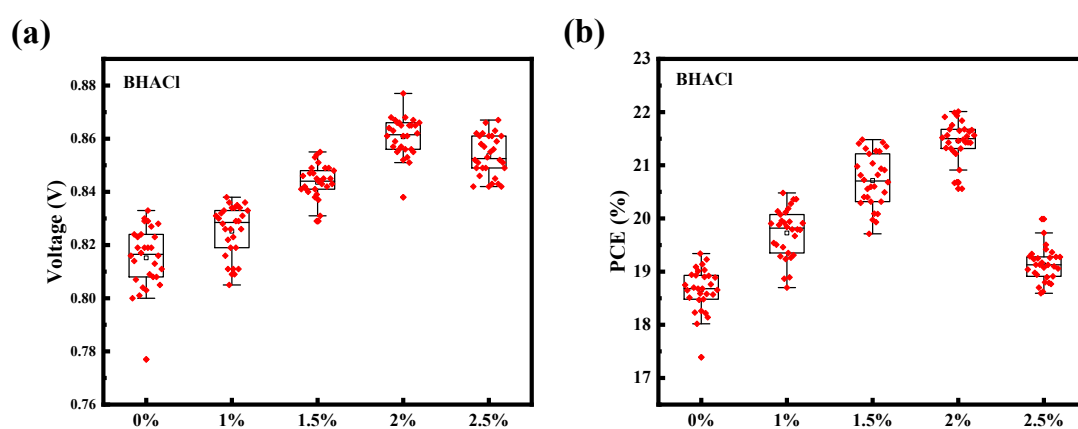 (a)
BHACl
Voltage (V)
0.88
0.86
0.84
0.82
0.80
0.78
0.76
0% 1% 1.5% 2% 2.5%
(b)
BHACl
PCE (%)
23
22
21
20
19
18
17
0% 1% 1.5% 2% 2.5%